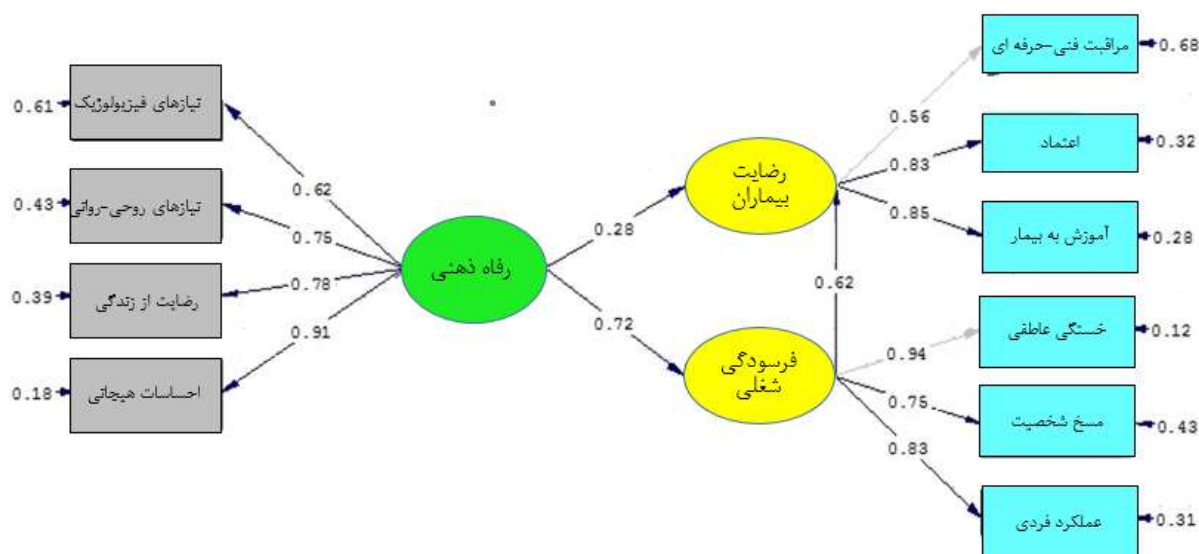 نیازهای فیزیولوژیک
0.61
نیازهای روحی-روانی
0.43
رضایت از زندگی
0.39
احساسات هیجانی
0.18
0.62
0.75
0.78
0.91
رفاه ذهنی
0.28
0.72
رضایت
بیماران
0.62
فرسودگی
شغلی
0.56
0.83
0.85
0.94
0.75
0.83
مراقبت فنی-حرفه ای
0.68
اعتماد
0.32
آموزش به بیمار
0.28
خستگی عاطفی
0.12
مسخ شخصیت
0.43
عملکرد فردی
0.31